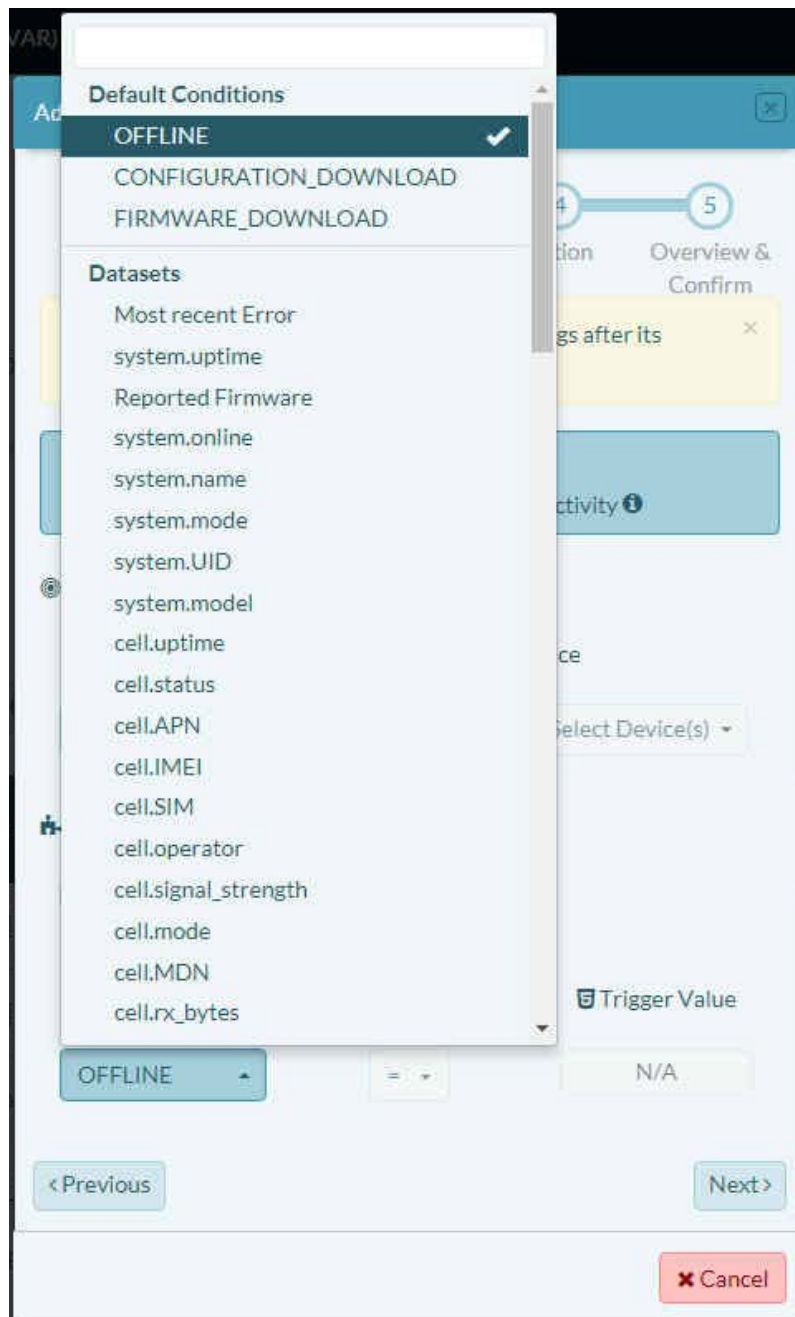 VAR)
Ad
Default Conditions
OFFLINE
CONFIGURATION_DOWNLOAD
FIRMWARE_DOWNLOAD
4
5
tion
Overview &
Confirm
Datasets
Most recent Error
gs after its
system.uptime
Reported Firmware
system.online
system.name
system.mode
ctivity
system.UID
system.model
cell.uptime
ce
cell.status
cell.APN
Select Device(s)
cell.IMEI
cell.SIM
cell.operator
cell.signal_strength
cell.mode
cell.MDN
Trigger Value
cell.rx_bytes
OFFLINE
=
N/A
<Previous
Next>
Cancel